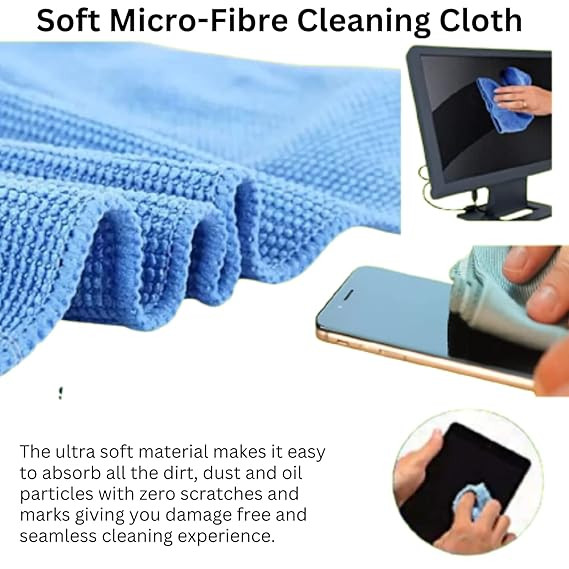 Soft Micro-Fibre Cleaning Cloth
The ultra soft material makes it easy
to absorb all the dirt, dust and oil
particles with zero scratches and
marks giving you damage free and
seamless cleaning experience.